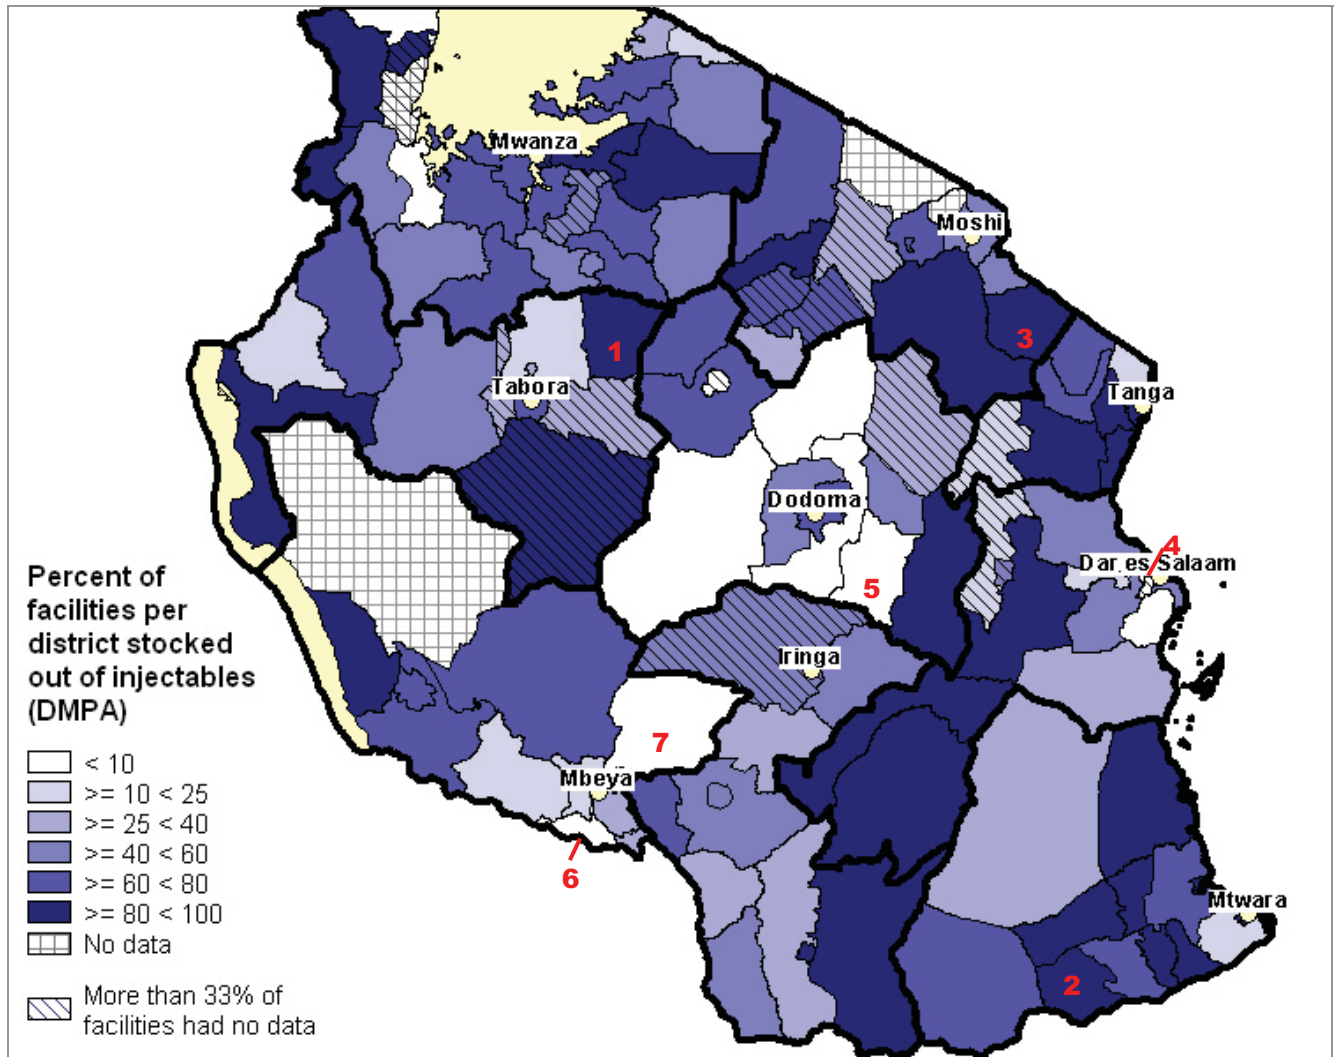 Mwanza
Moshi
1
3
Tabora
Tanga
Dodoma
4
Dar es Salaam
5
Iringa
7
Mbeya
6
Mtwara
2
Percent of
facilities per
district stocked
out of injectables
(DMPA)
< 10
>= 10 < 25
>= 25 < 40
>= 40 < 60
>= 60 < 80
>= 80 < 100
No data
More than 33% of
facilities had no data